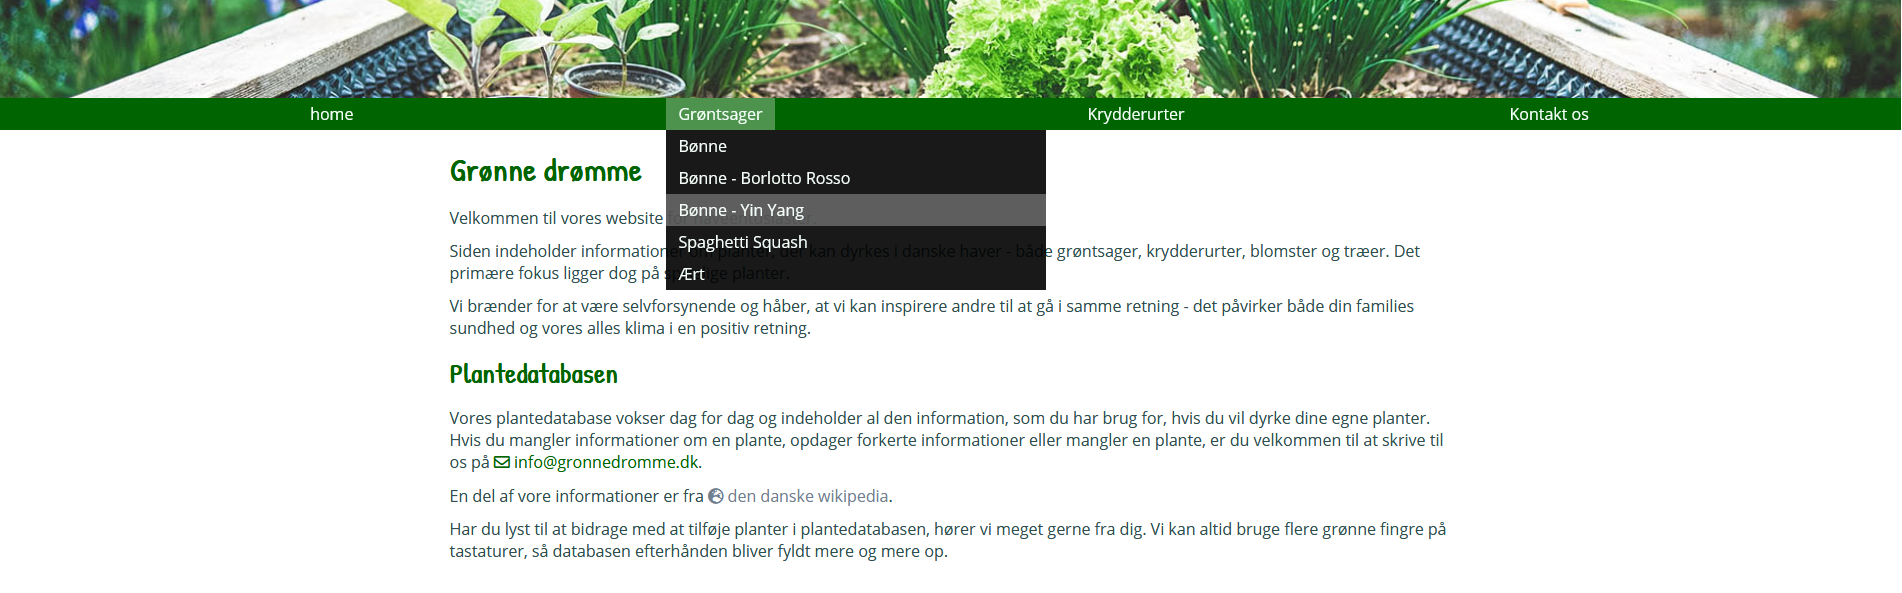 home Grøntsager Krydderurter Kontakt os
Bønne
Bønne - Borlotto Rosso
Bønne - Yin Yang
Spaghetti Squash
Ært
Grønne drømme
Velkommen til vores website
Siden indeholder informationer om planter, der kan dyrkes i danske haver - både grøntsager, krydderurter, blomster og træer. Det
primære fokus ligger dog på planter.
Vi brænder for at være selvforsynende og håber, at vi kan inspirere andre til at gå i samme retning - det påvirker både din families
sundhed og vores alles klima i en positiv retning.
Plantedatabasen
Vores plantedatabase vokser dag for dag og indeholder al den information, som du har brug for, hvis du vil dyrke dine egne planter.
Hvis du mangler informationer om en plante, opdager forkerte informationer eller mangler en plante, er du velkommen til at skrive til
os på info@gronnedromme.dk.
En del af vore informationer er fra den danske wikipedia.
Har du lyst til at bidrage med at tilføje planter i plantedatabasen, hører vi meget gerne fra dig. Vi kan altid bruge flere grønne fingre på
tastaturer, så databasen efterhånden bliver fyldt mere og mere op.